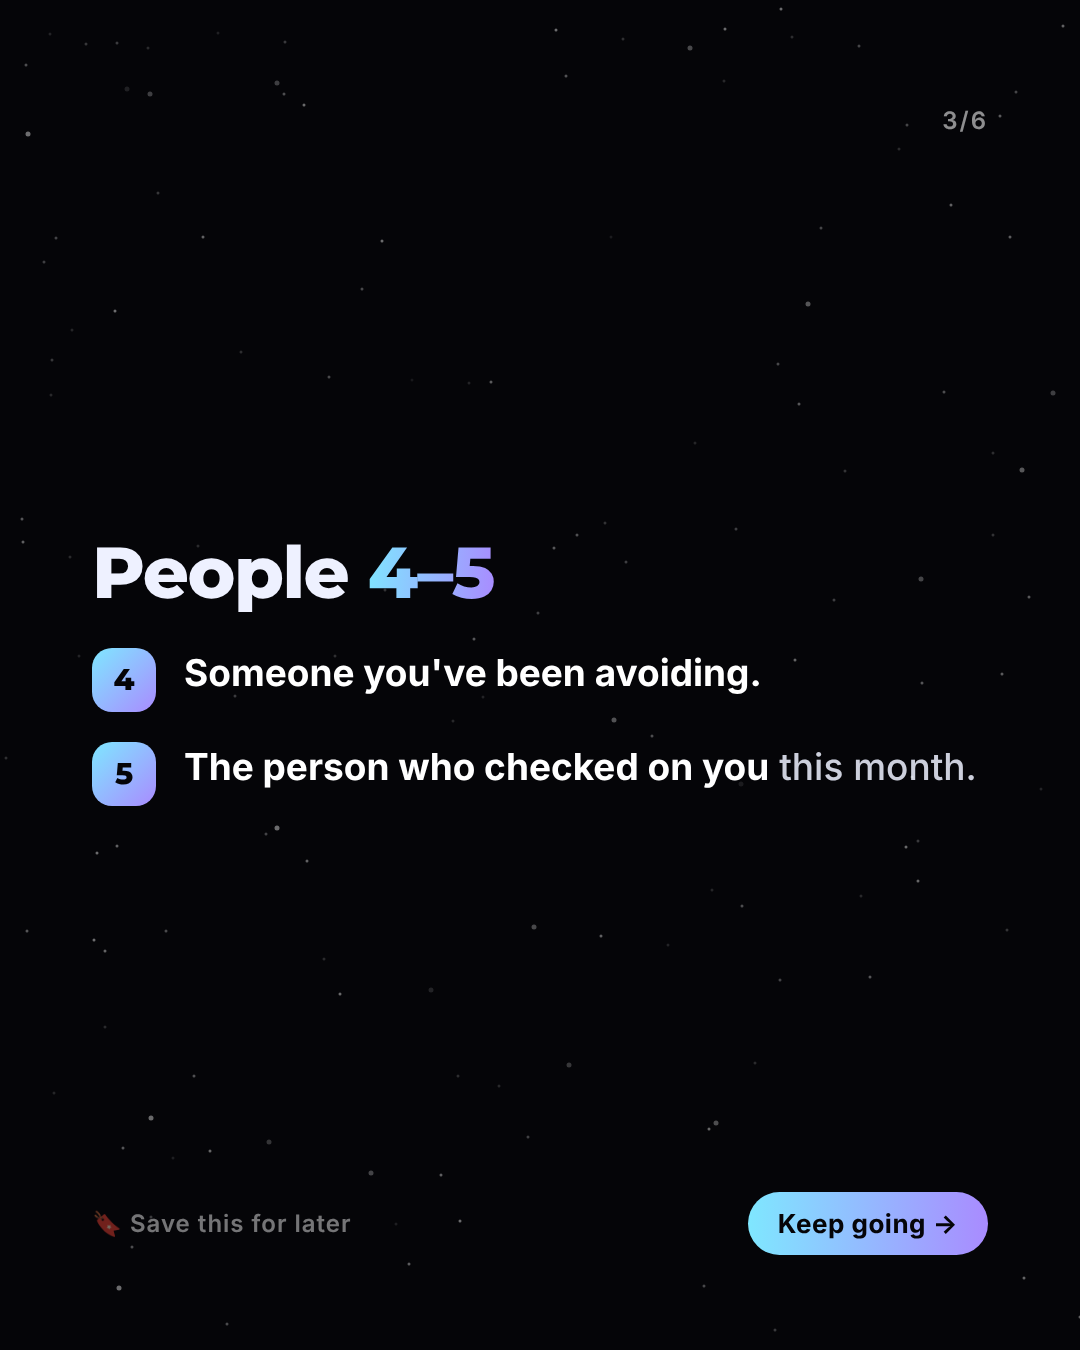 3/6
People 4–5
4 Someone you've been avoiding.
5 The person who checked on you this month.
🔖 Save this for later
Keep going →